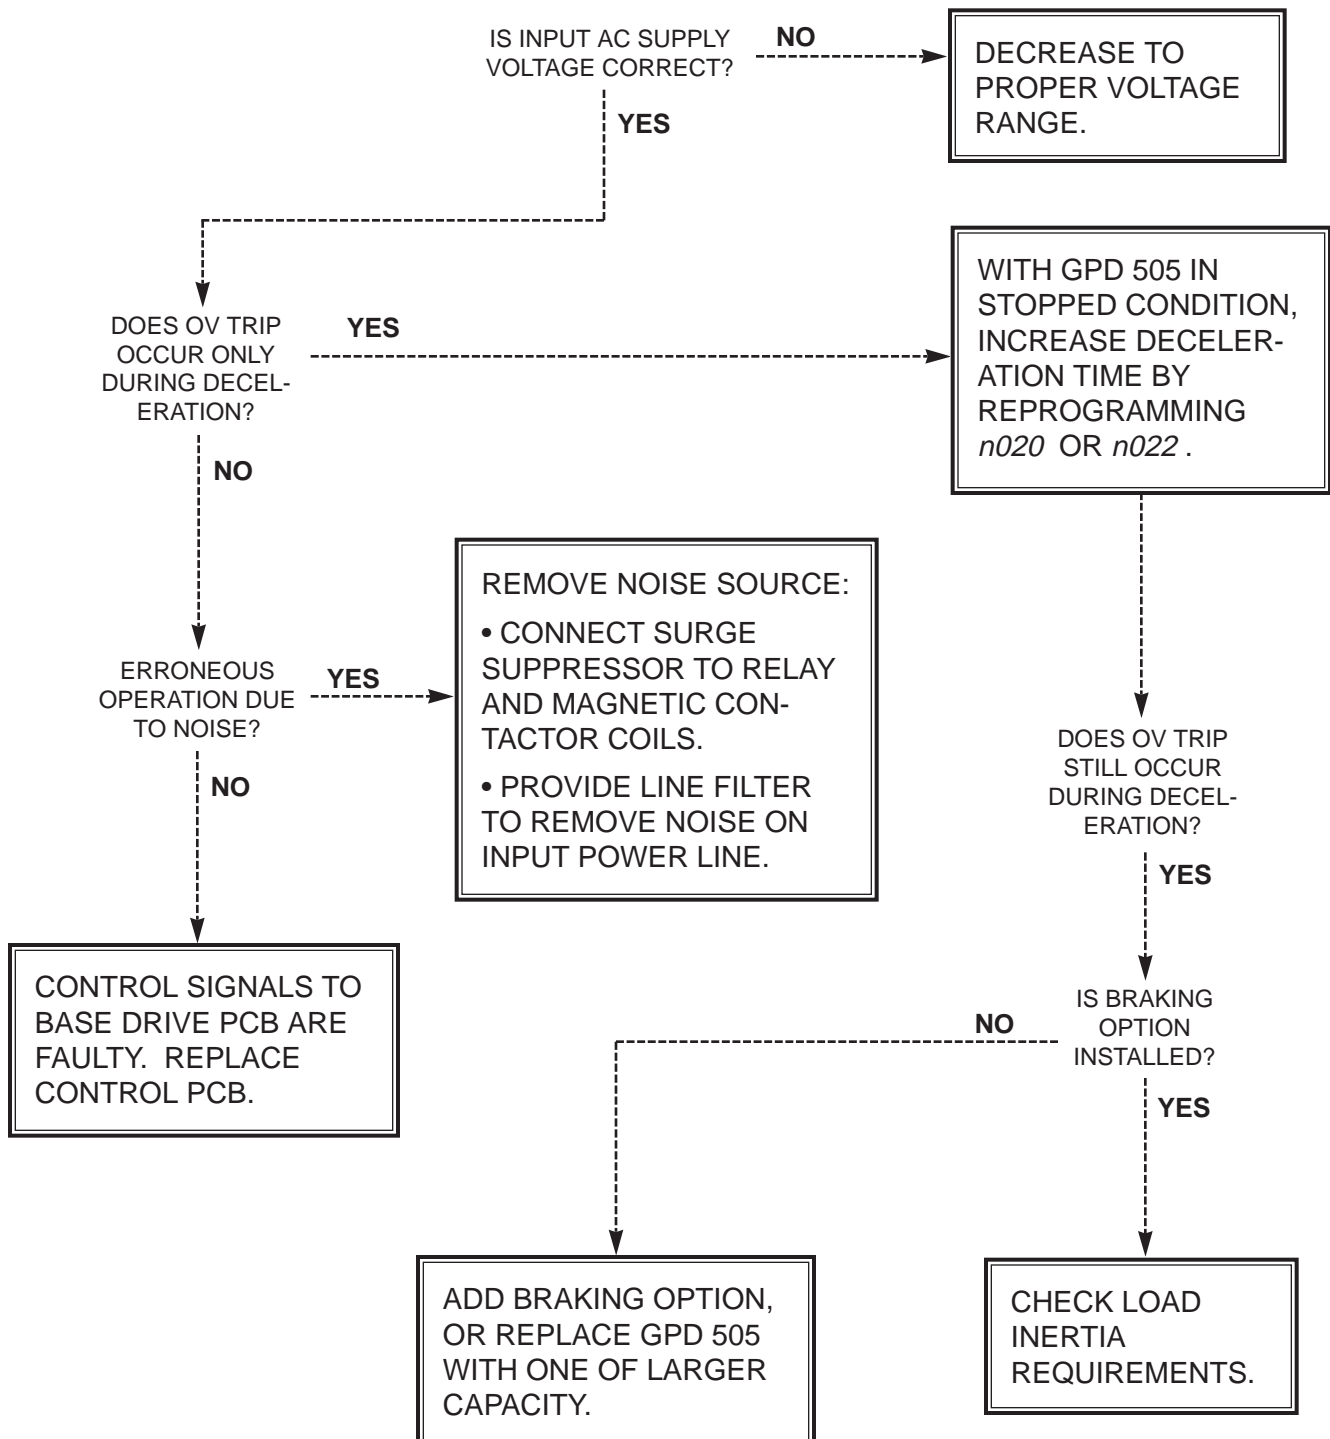 IS INPUT AC SUPPLY
VOLTAGE CORRECT?
NO
DECREASE TO
PROPER VOLTAGE
RANGE.
YES
DOES OV TRIP
OCCUR ONLY
DURING DECEL-
ERATION?
YES
WITH GPD 505 IN
STOPPED CONDITION,
INCREASE DECELER-
ATION TIME BY
REPROGRAMMING
n020 OR n022 .
NO
ERRONEOUS
OPERATION DUE
TO NOISE?
YES
REMOVE NOISE SOURCE:
• CONNECT SURGE
SUPPRESSOR TO RELAY
AND MAGNETIC CON-
TACTOR COILS.
• PROVIDE LINE FILTER
TO REMOVE NOISE ON
INPUT POWER LINE.
NO
CONTROL SIGNALS TO
BASE DRIVE PCB ARE
FAULTY. REPLACE
CONTROL PCB.
DOES OV TRIP
STILL OCCUR
DURING DECEL-
ERATION?
YES
IS BRAKING
OPTION
INSTALLED?
NO
ADD BRAKING OPTION,
OR REPLACE GPD 505
WITH ONE OF LARGER
CAPACITY.
YES
CHECK LOAD
INERTIA
REQUIREMENTS.